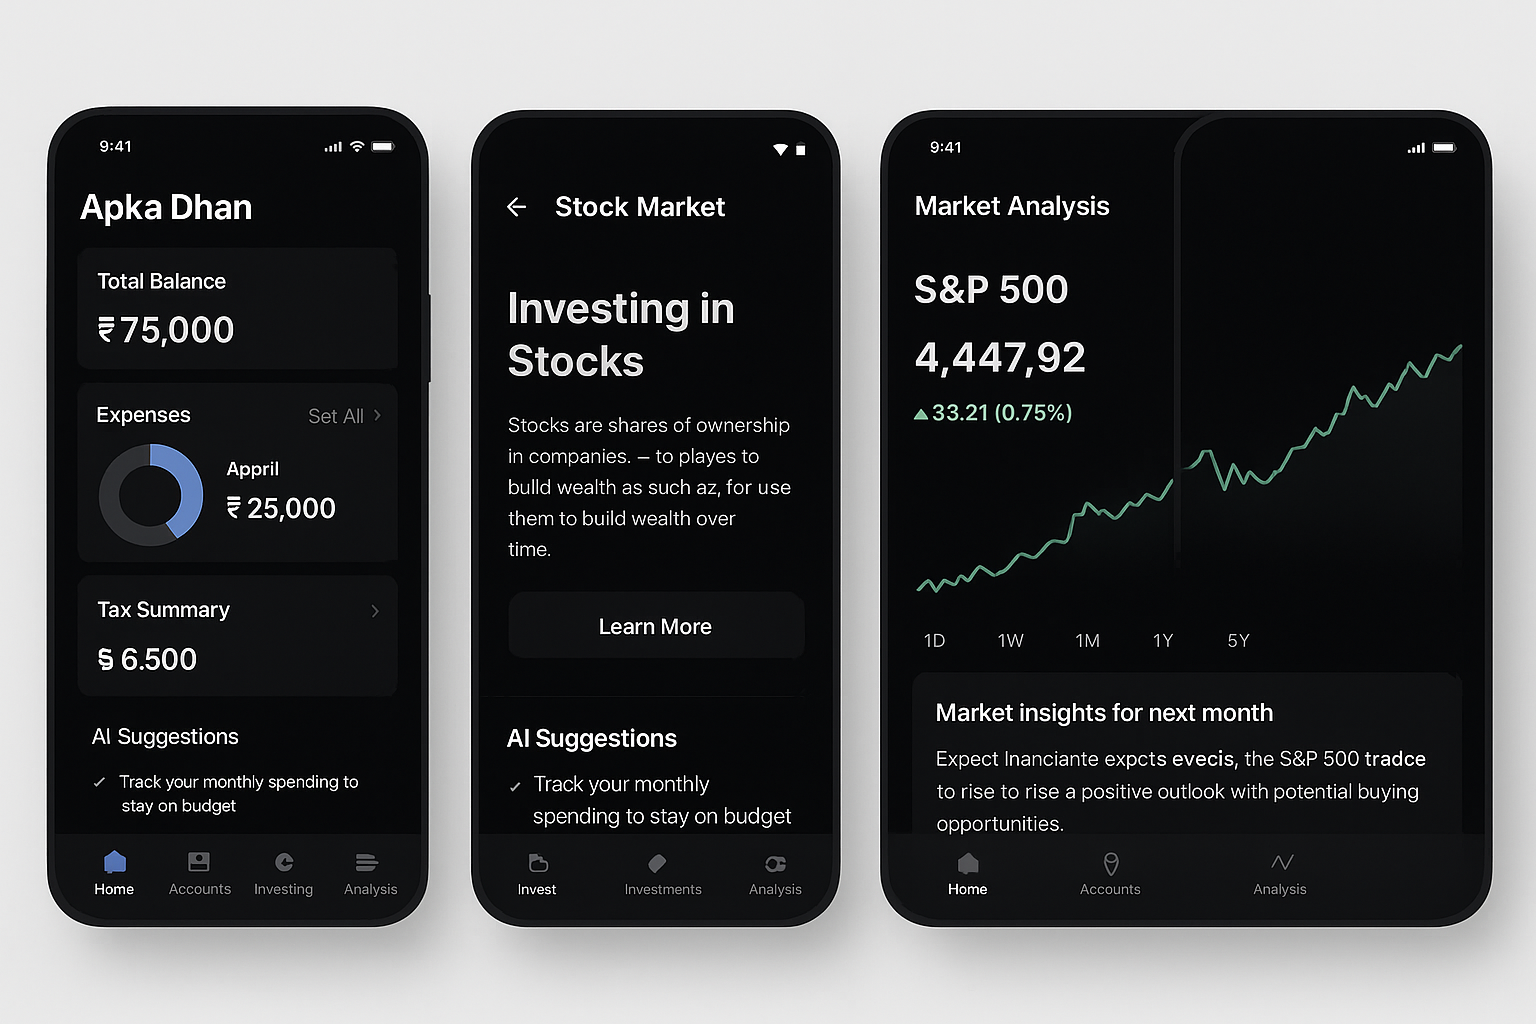 9:41
Apka Dhan
Total Balance
₹75,000
Expenses
Set All >
Appril
₹ 25,000
Tax Summary >
§ 6.500
AI Suggestions
✓ Track your monthly spending to
stay on budget
Home
Accounts
Investing
Analysis
← Stock Market
Investing in
Stocks
Stocks are shares of ownership
in companies. – to playes to
bulld wealth as such az, for use
them to build wealth over
time.
Learn More
AI Suggestions
✓ Track your monthly
spending to stay on budget
Invest
Investments
Analysis
9:41
Market Analysis
S&P 500
4,447,92
▲33.21 (0.75%)
1D
1W
1M
1Y
5Y
Market insights for next month
Expect Inanciante expcts evecis, the S&P 500 tradce
to rise to rise a positive outlook with potential buying
opportunities.
Home
Accounts
Analysis